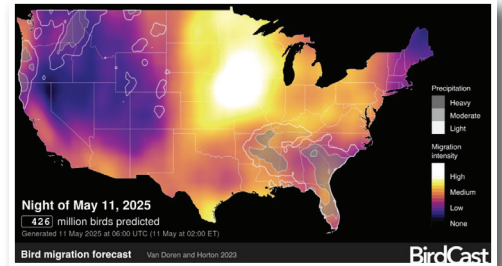 Precipitation
Heavy
Moderate
Light
Migration
intensity
High
Medium
Low
None
Night of May 11, 2025
426 million birds predicted
Generated 11 May 2025 at 06:00 UTC (11 May at 02:00 ET)
Bird migration forecast Van Doren and Horton 2023 BirdCast